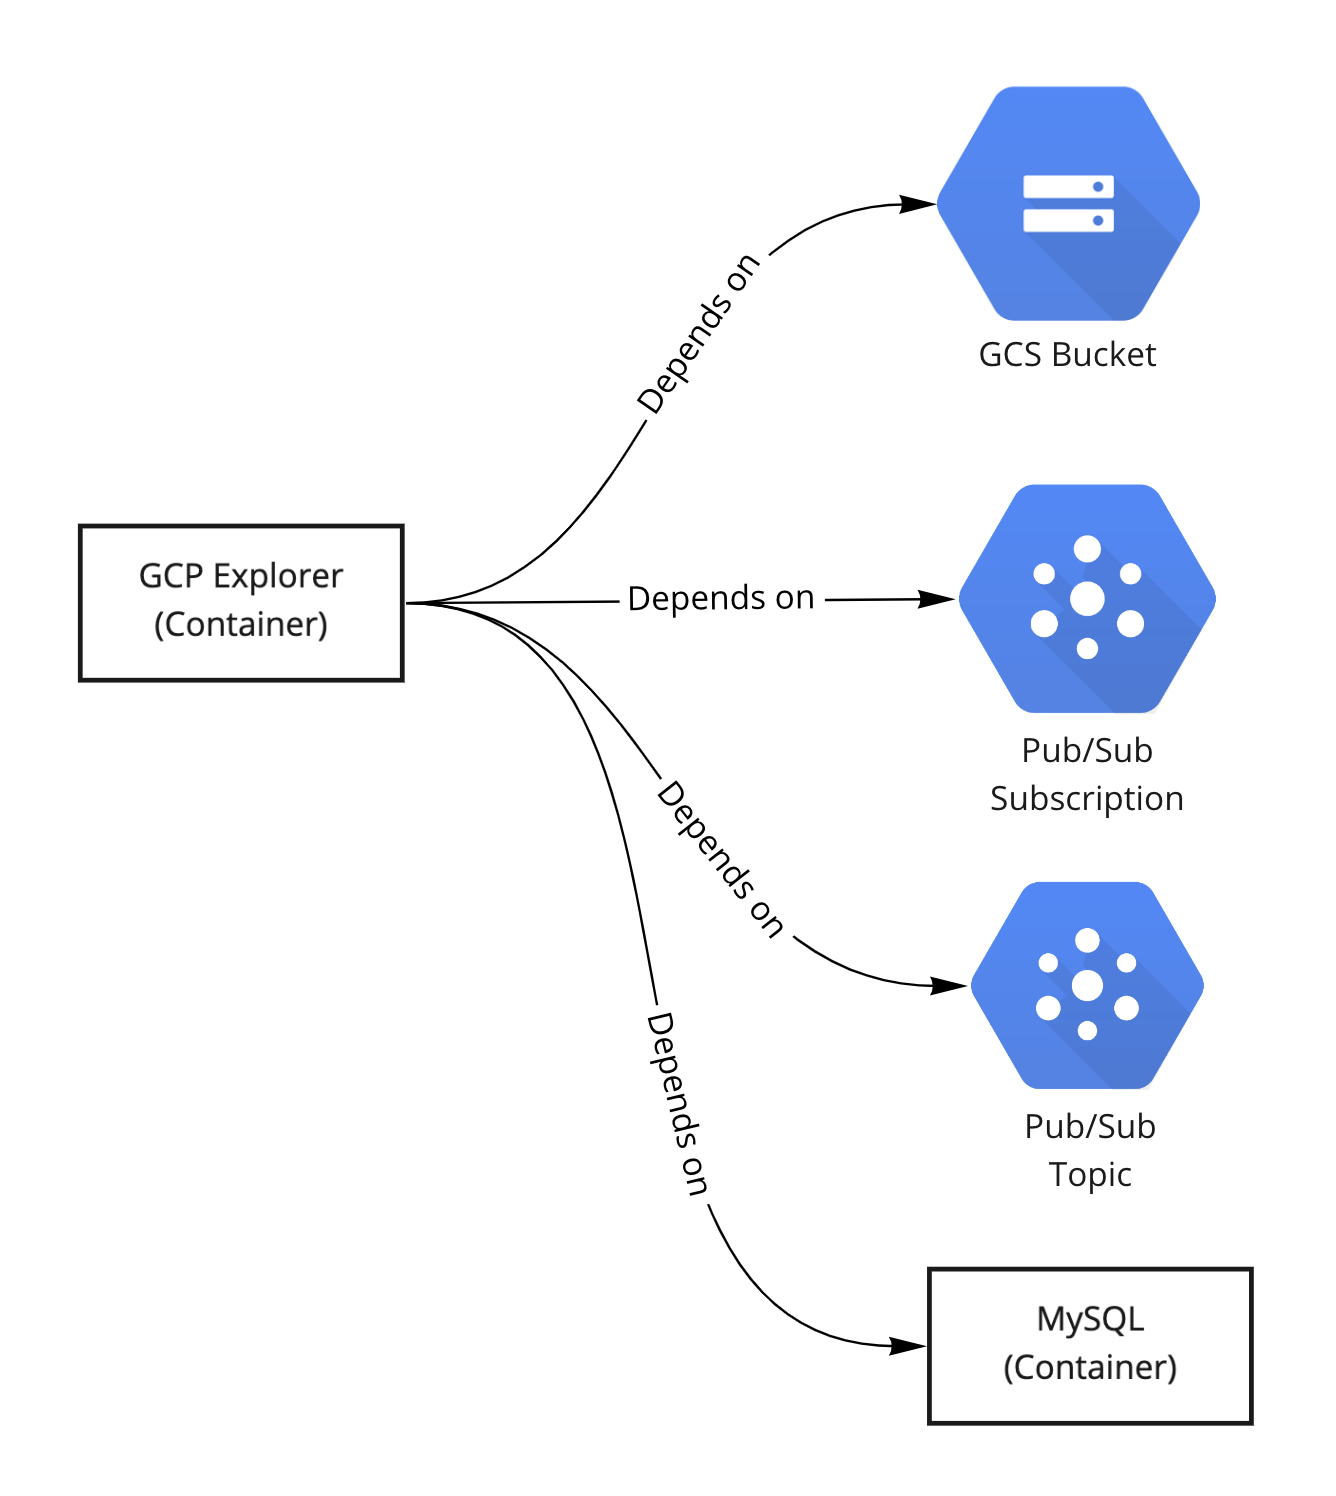 GCS Bucket
Depends on
GCP Explorer
(Container)
Depends on
Pub/Sub
Subscription
Depends on
Pub/Sub
Topic
Depends on
MySQL
(Container)